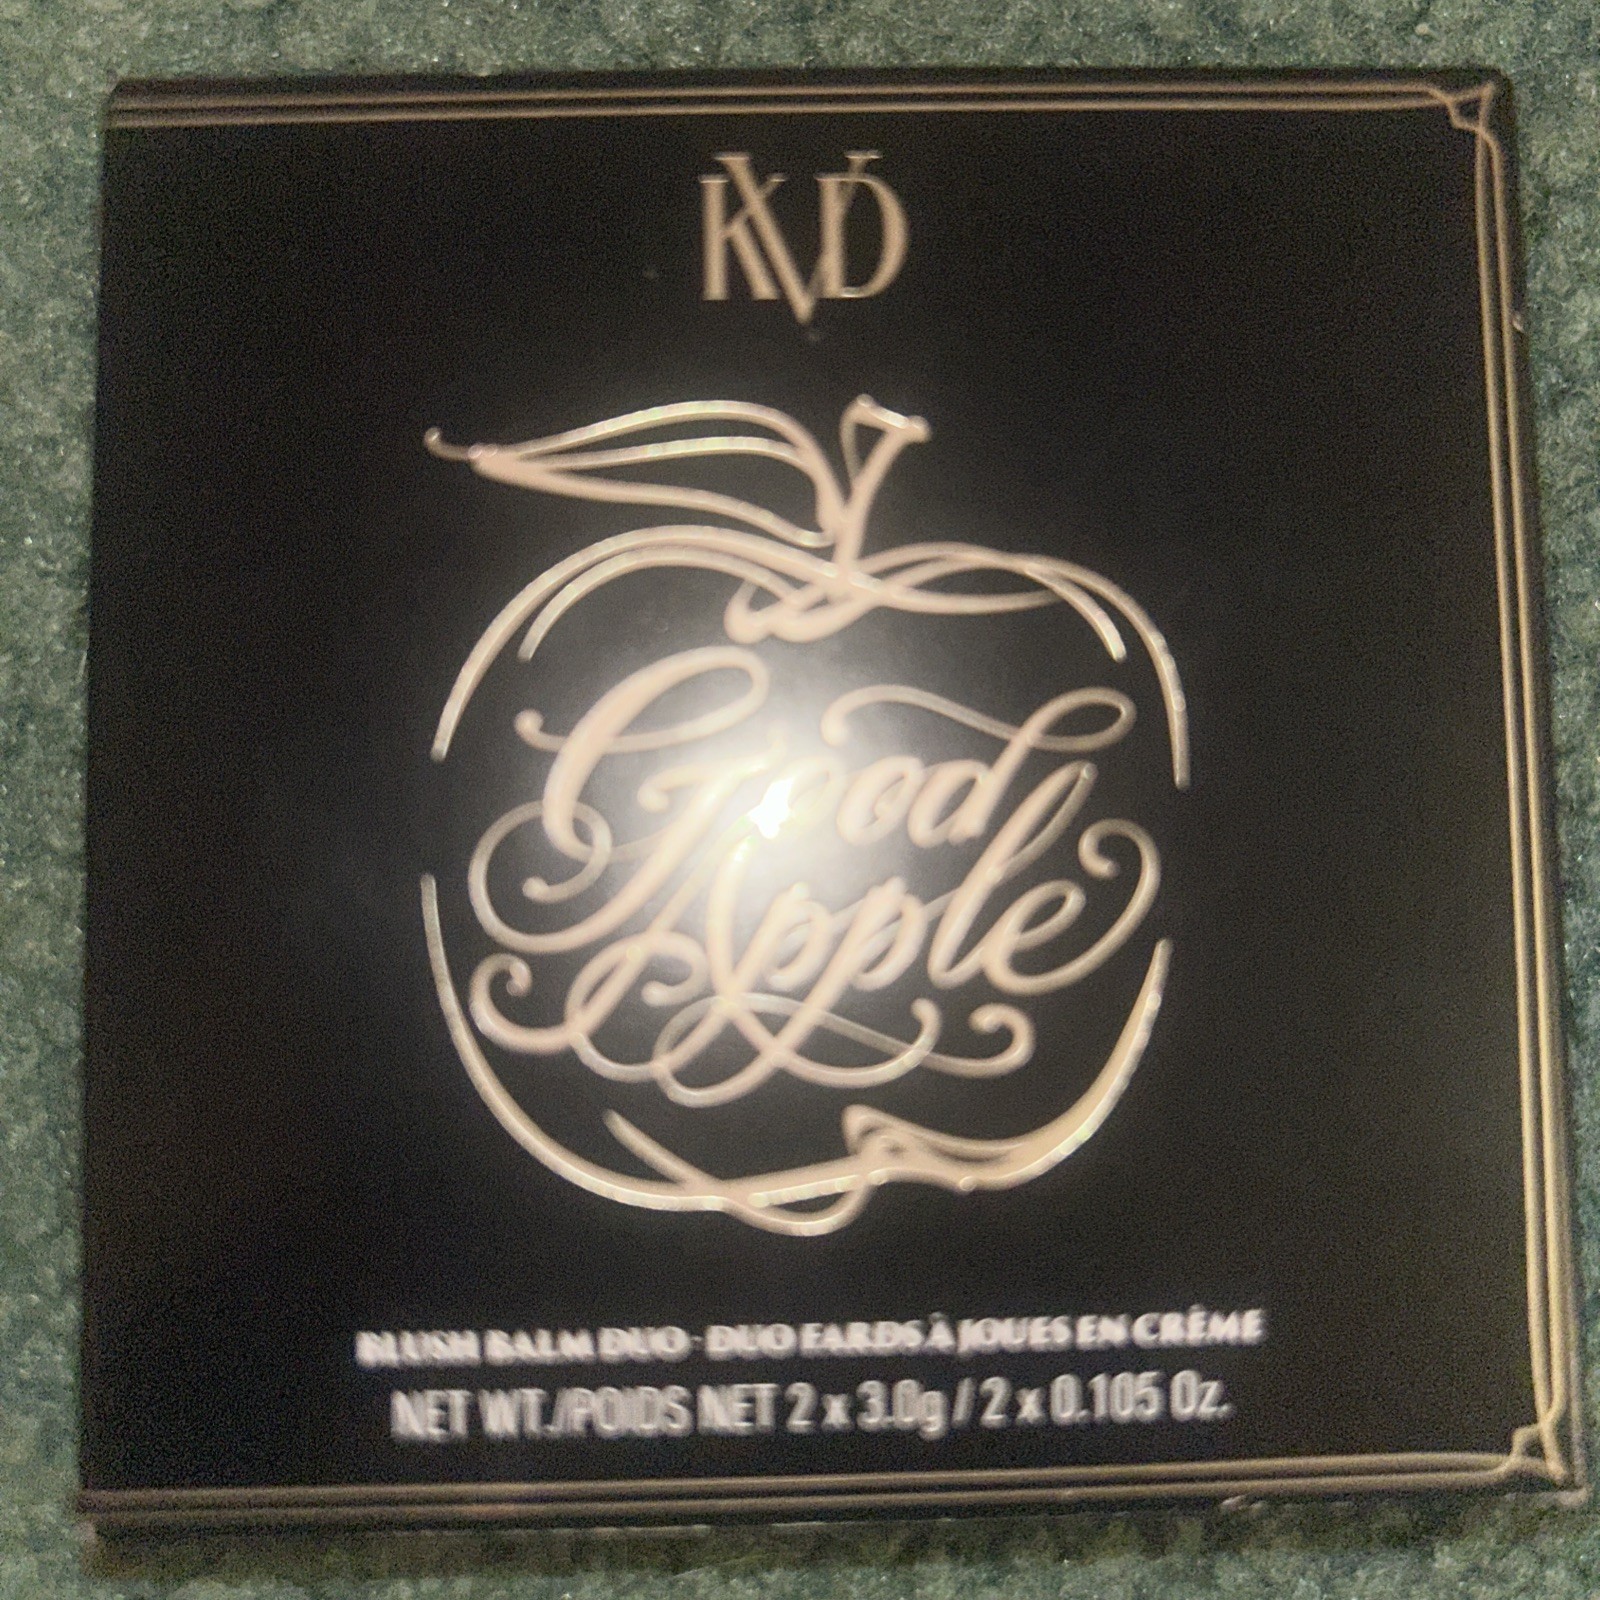 KVD
Good
Apple
BLUSH BALM DUO · DUO FARDS À JOUES EN CRÈME
NET WT./POIDS NET 2 x 3.0g / 2 x 0.105 Oz.